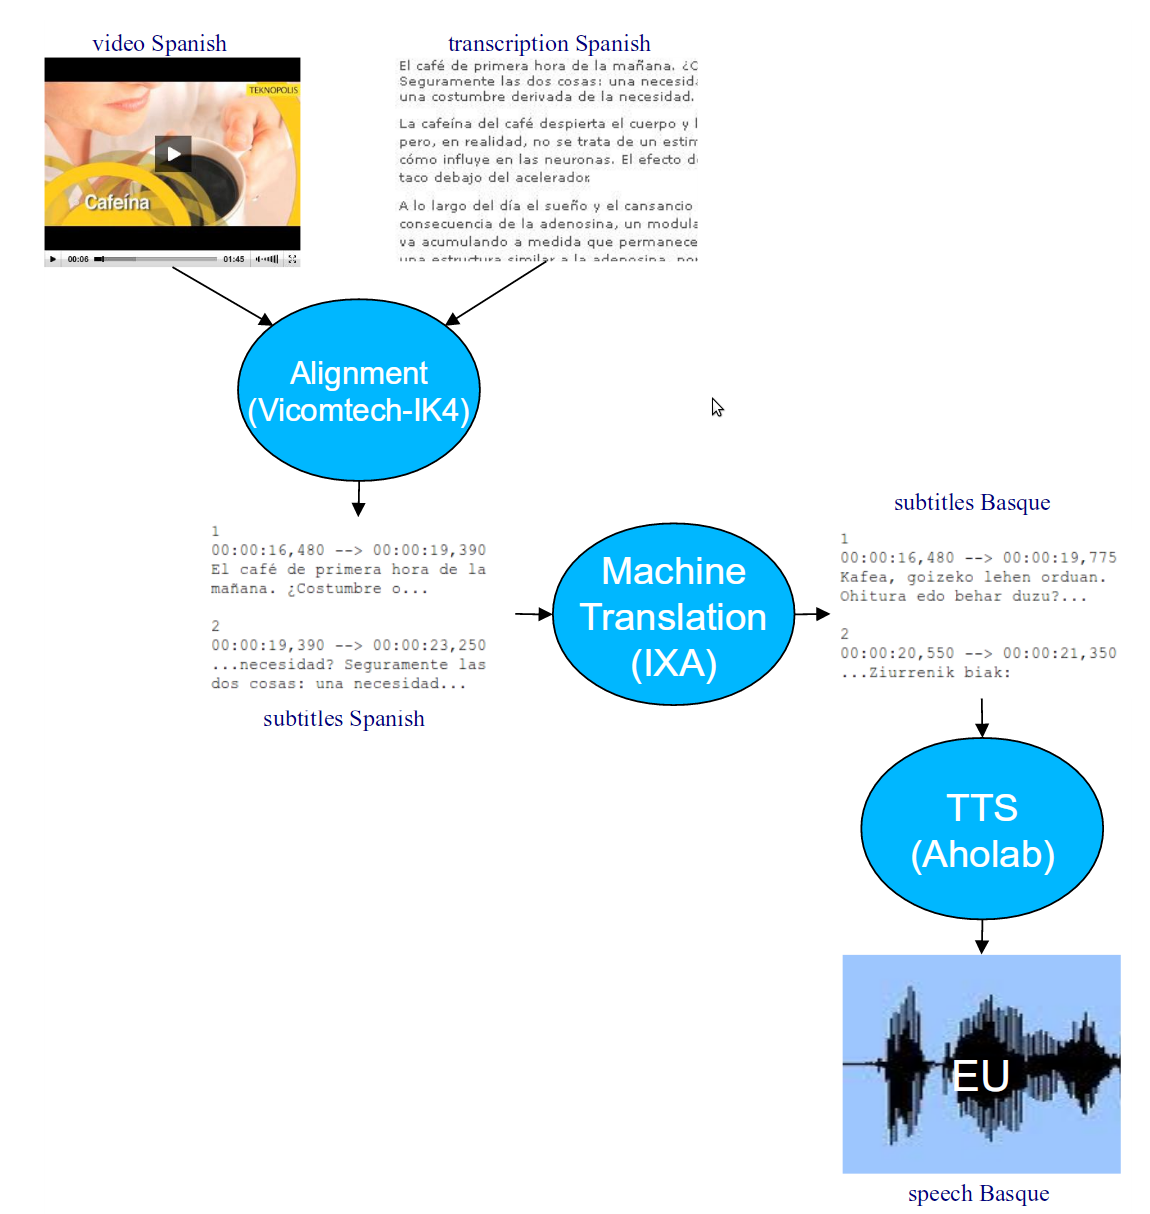 video Spanish
transcription Spanish
TEKNOPOLIS
Cafeína
00:06
01:45
El café de primera hora de la mañana. ¿C
Seguramente las dos cosas: una necesida
una costumbre derivada de la necesidad.
La cafeína del café despierta el cuerpo y l
pero, en realidad, no se trata de un estim
cómo influye en las neuronas. El efecto de
taco debajo del acelerador.
A lo largo del día el sueño y el cansancio
consecuencia de la adenosina, un modula
va acumulando a medida que permanece
una estructura similar a la adenosina, por
Alignment
(Vicomtech-IK4)
1
00:00:16,480 --> 00:00:19,390
El café de primera hora de la
mañana. ¿Costumbre o...
2
00:00:19,390 --> 00:00:23,250
...necesidad? Seguramente las
dos cosas: una necesidad...
subtitles Spanish
Machine
Translation
(IXA)
subtitles Basque
1
00:00:16,480 --> 00:00:19,775
Kafea, goizeko lehen orduan.
Ohitura edo behar duzu?...
2
00:00:20,550 --> 00:00:21,350
...Ziurrenik biak:
TTS
(Aholab)
EU
speech Basque